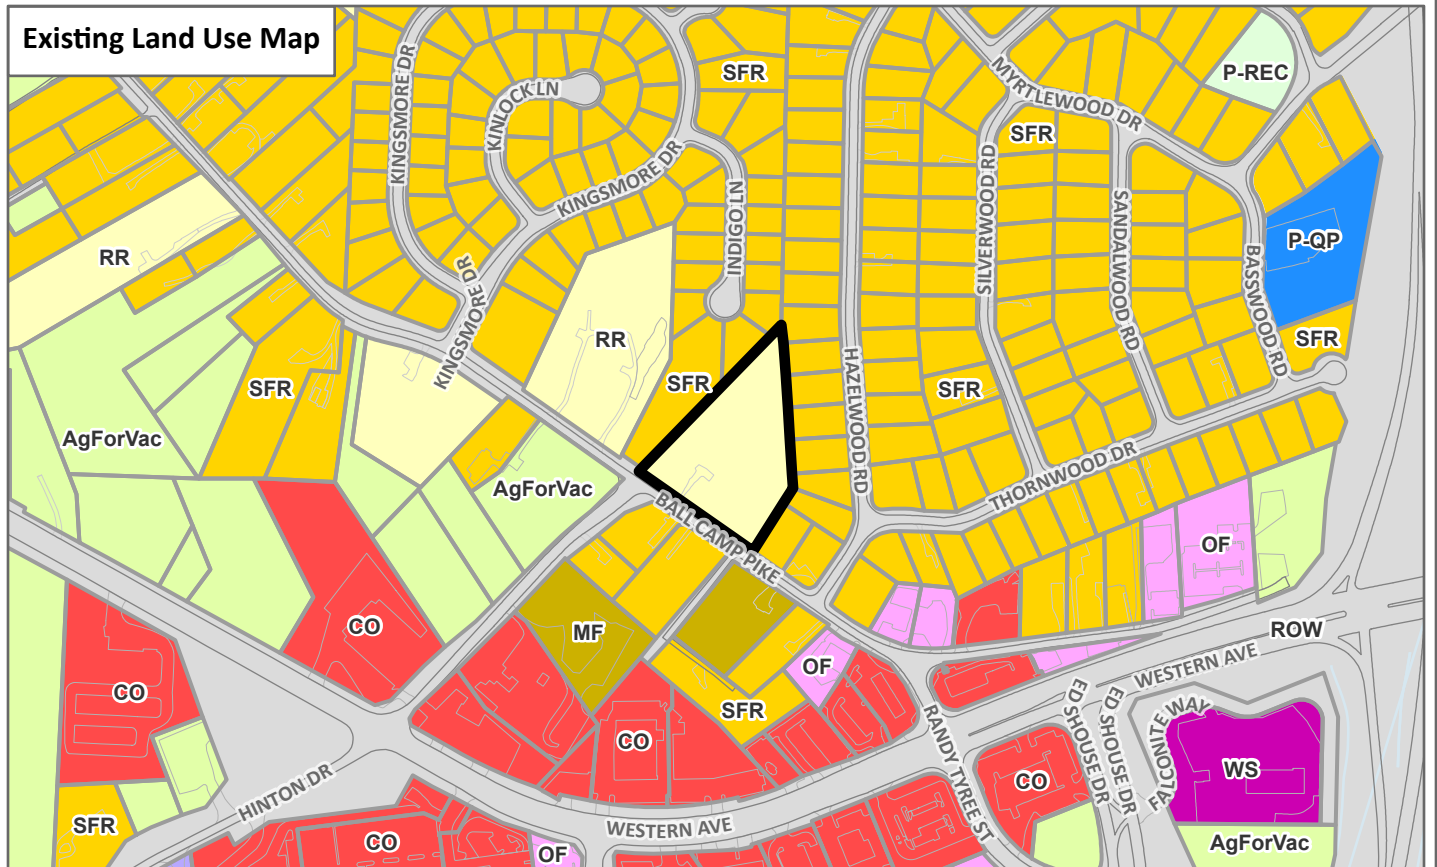 Existing Land Use Map
KINGSMORE DR
KINLOCK LN
SFR
MYRTLEWOOD DR
P-REC
SFR
KINGSMORE DR
INDIGO LN
SILVERWOOD RD
SANDALWOOD RD
BASSWOOD RD
P-QP
RR
KINGSMORE DR
RR
SFR
SFR
SFR
HAZELWOOD RD
SFR
AgForVac
AgForVac
THORNWOOD DR
BALL CAMP PIKE
OF
CO
MF
OF
ROW
WESTERN AVE
CO
SFR
CO
RANDY TYREE ST
ED SHOUSE DR
ED SHOUSE DR
FALCONITE WAY
WS
CO
HINTON DR
SFR
WESTERN AVE
CO
OF
AgForVac